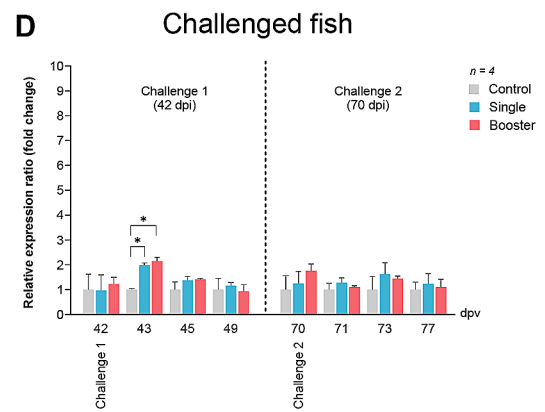 D
Challenged fish
Relative expression ratio (fold change)
10
9
8
7
6
5
4
3
2
1
0
Challenge 1
(42 dpi)
Challenge 2
(70 dpi)
n = 4
Control
Single
Booster
*
*
42
43
45
49
70
71
73
77
dpv
Challenge 1
Challenge 2